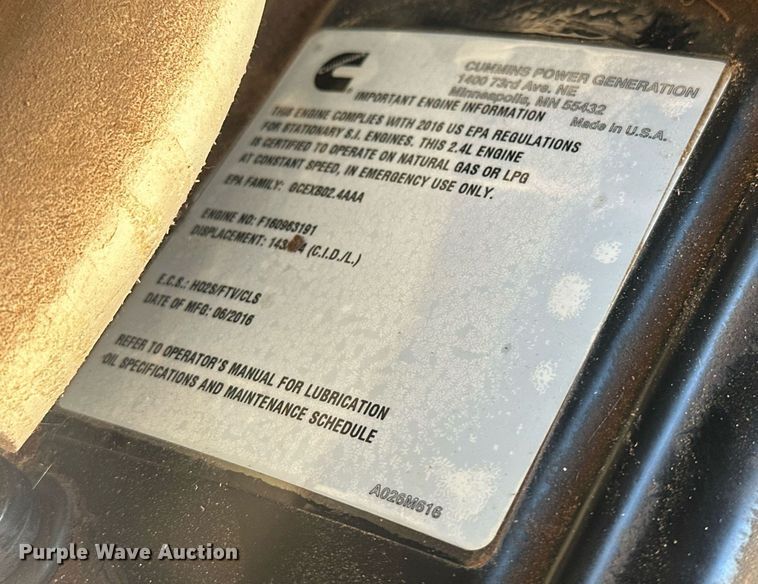 CUMMINS POWER GENERATION
1400 73rd Ave. NE
Minneapolis, MN 55432
Made in U.S.A.
IMPORTANT ENGINE INFORMATION
THIS ENGINE COMPLIES WITH 2016 US EPA REGULATIONS
FOR STATIONARY S.I. ENGINES. THIS 2.4L ENGINE
IS CERTIFIED TO OPERATE ON NATURAL GAS OR LPG
AT CONSTANT SPEED, IN EMERGENCY USE ONLY.
EPA FAMILY: GCEXB02.4AAA
ENGINE NO: F160963191
DISPLACEMENT: (C.I.D./L.)
E.C.S.: HO2S/FTV/CLS
DATE OF MFG: 06/2016
REFER TO OPERATOR'S MANUAL FOR LUBRICATION
OIL SPECIFICATIONS AND MAINTENANCE SCHEDULE
A026M616
Purple Wave Auction